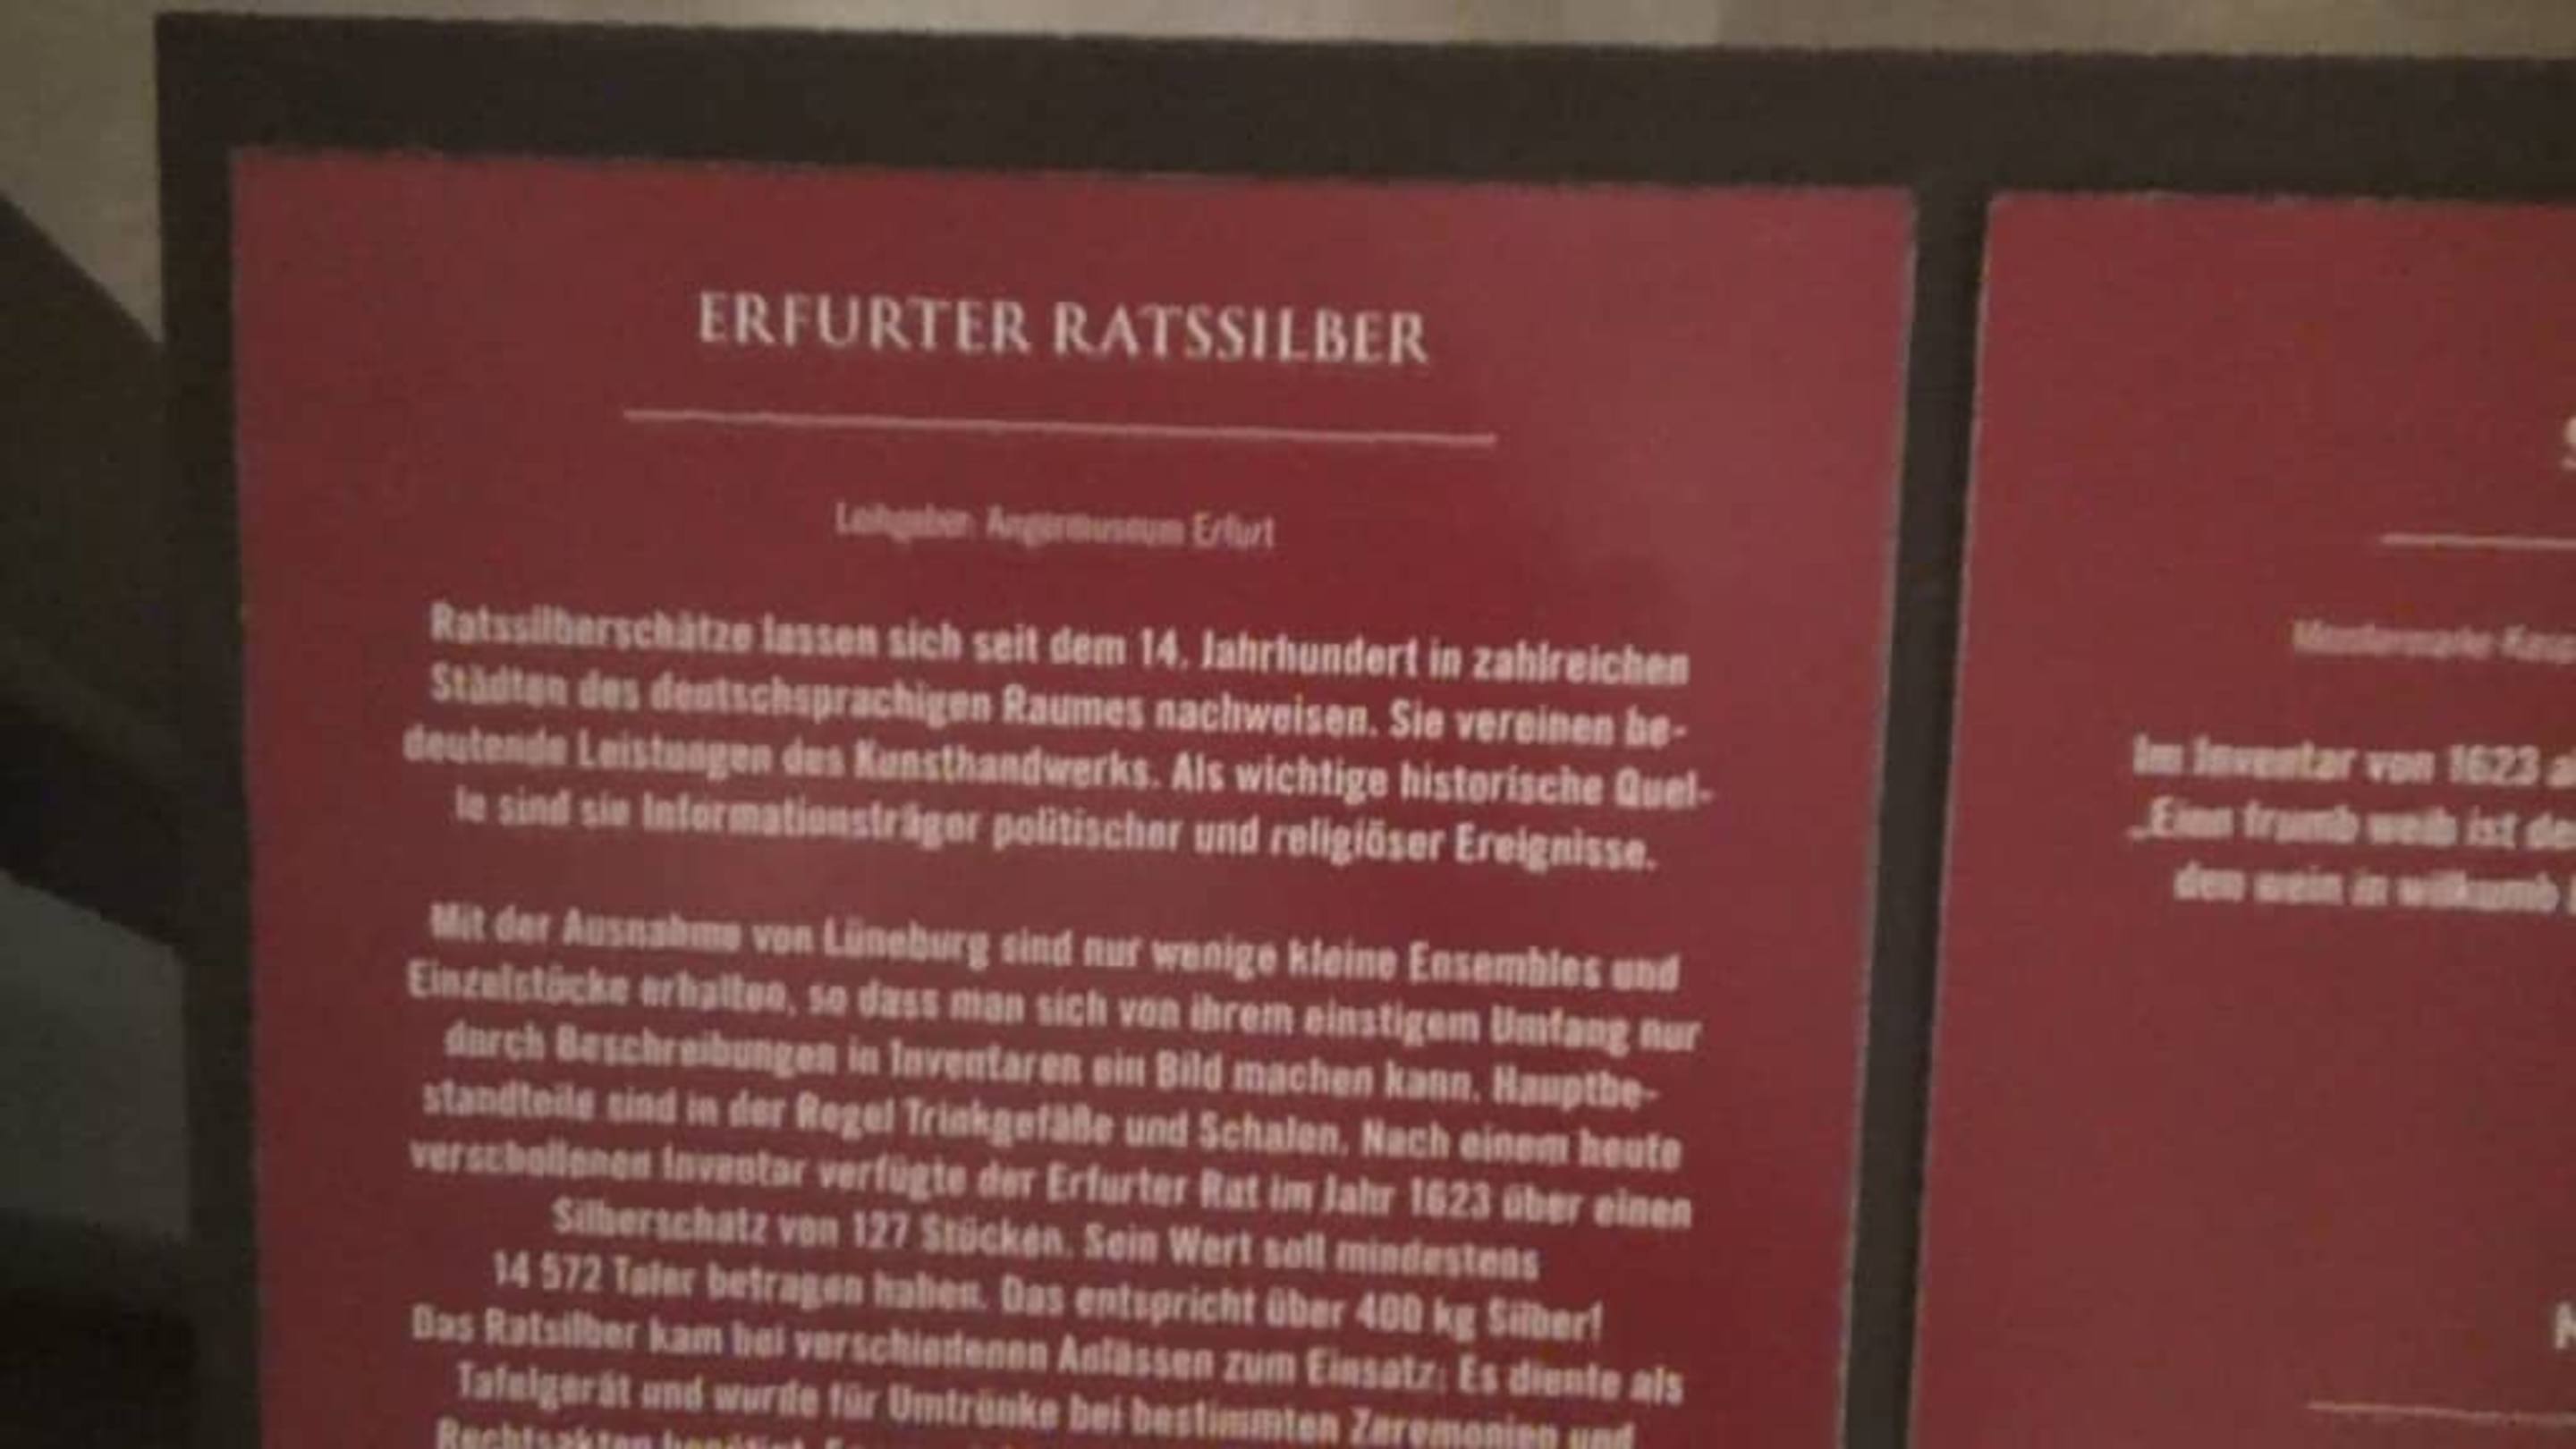 ERFURTER RATSSILBER
Leihgeber: Angermuseum Erfurt
Ratssilberschätze lassen sich seit dem 14. Jahrhundert in zahlreichen
Städten des deutschsprachigen Raumes nachweisen. Sie vereinen be-
deutende Leistungen des Kunsthandwerks. Als wichtige historische Quel-
le sind sie Informationsträger politischer und religiöser Ereignisse.
Mit der Ausnahme von Lüneburg sind nur wenige kleine Ensembles und
Einzelstücke erhalten, so dass man sich von ihrem einstigem Umfang nur
durch Beschreibungen in Inventaren ein Bild machen kann. Hauptbe-
standteile sind in der Regel Trinkgefäße und Schalen. Nach einem heute
verschollenen Inventar verfügte der Erfurter Rat im Jahr 1623 über einen
Silberschatz von 127 Stücken. Sein Wert soll mindestens
14 572 Taler betragen haben. Das entspricht über 400 kg Silber!
Das Ratsilber kam bei verschiedenen Anlässen zum Einsatz: Es diente als
Tafelgerät und wurde für Umtrünke bei bestimmten Zeremonien und
Rechtsakten benötigt.
Im Inventar von 1623
„Einn frumb weib ist
den wein in willkumb